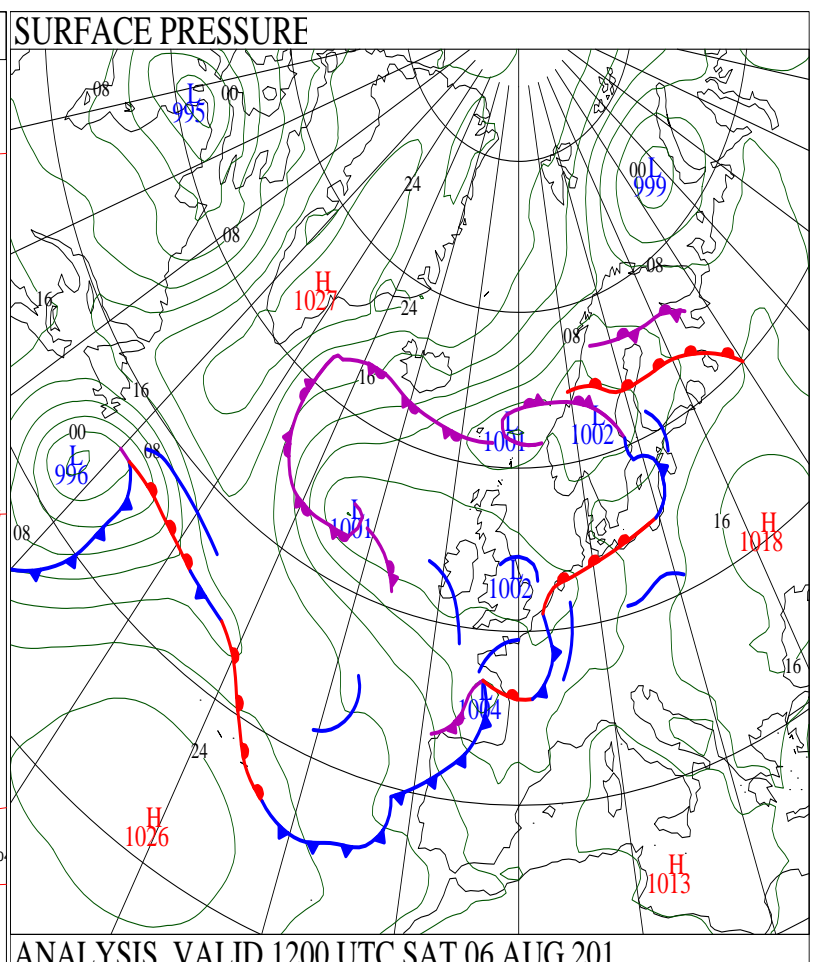 SURFACE PRESSURE
08
L
00
995
24
00 L
999
08
08
16
H
1027
24
08
16
16
00
L
996
08
L
1001
L
1002
08
L
1001
16
H
1018
L
1002
16
L
1004
24
H
1026
H
1013
ANALYSIS VALID 1200 UTC SAT 06 AUG 201